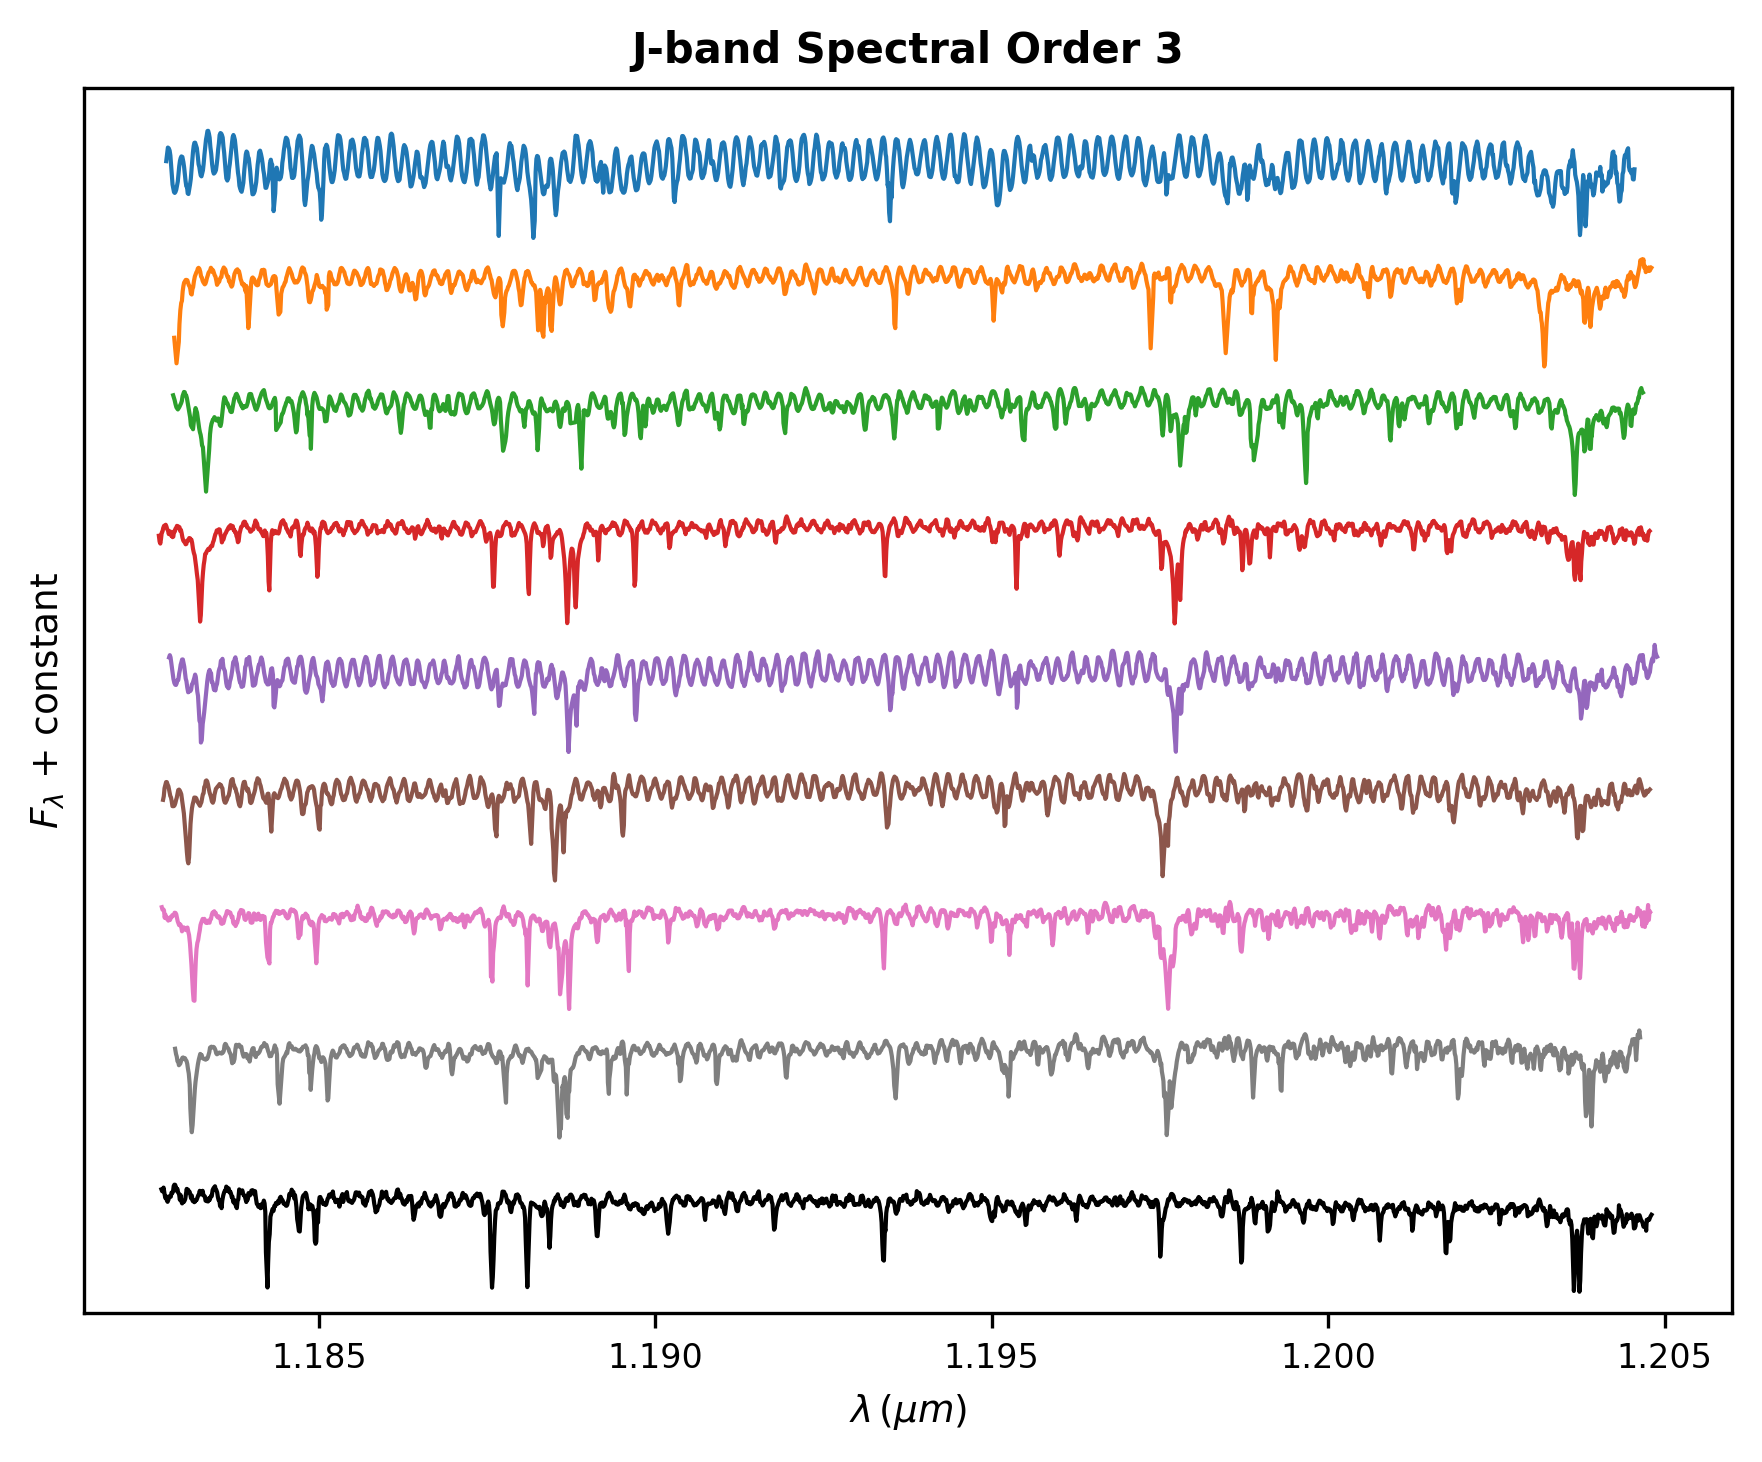 J-band Spectral Order 3
F_λ + constant
1.185 1.190 1.195 1.200 1.205
λ (μm)